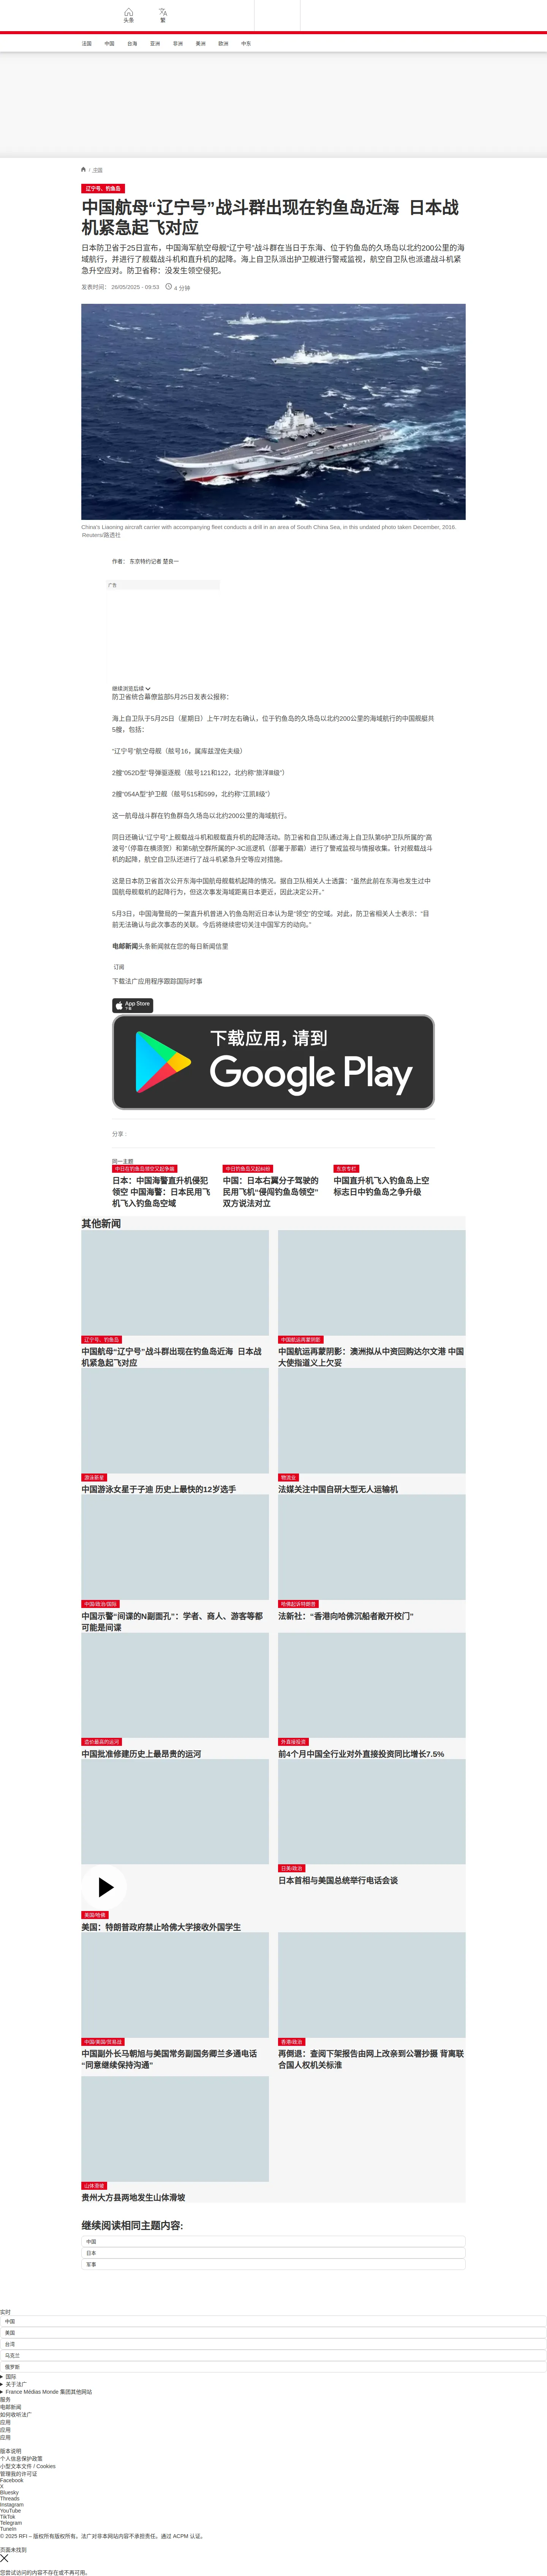 头条
繁
法国
中国
台海
亚洲
非洲
美洲
欧洲
中东
/ 中国
辽宁号、钓鱼岛
中国航母“辽宁号”战斗群出现在钓鱼岛近海 日本战
机紧急起飞对应
日本防卫省于25日宣布，中国海军航空母舰“辽宁号”战斗群在当日于东海、位于钓鱼岛的久场岛以北约200公里的海
域航行，并进行了舰载战斗机和直升机的起降。海上自卫队派出护卫舰进行警戒监视，航空自卫队也派遣战斗机紧
急升空应对。防卫省称：没发生领空侵犯。
发表时间： 26/05/2025 - 09:53
4 分钟
China's Liaoning aircraft carrier with accompanying fleet conducts a drill in an area of South China Sea, in this undated photo taken December, 2016.
Reuters/路透社
作者： 东京特约记者 楚良一
广告
继续浏览后续
防卫省统合幕僚监部5月25日发表公报称：
海上自卫队于5月25日（星期日）上午7时左右确认，位于钓鱼岛的久场岛以北约200公里的海域航行的中国舰艇共
5艘，包括：
“辽宁号”航空母舰（舷号16，属库兹涅佐夫级）
2艘“052D型”导弹驱逐舰（舷号121和122，北约称“旅洋Ⅲ级”）
2艘“054A型”护卫舰（舷号515和599，北约称“江凯Ⅱ级”）
这一航母战斗群在钓鱼群岛久场岛以北约200公里的海域航行。
同日还确认“辽宁号”上舰载战斗机和舰载直升机的起降活动。防卫省和自卫队通过海上自卫队第6护卫队所属的“高
波号”（停靠在横须贺）和第5航空群所属的P-3C巡逻机（部署于那霸）进行了警戒监视与情报收集。针对舰载战斗
机的起降，航空自卫队还进行了战斗机紧急升空等应对措施。
这是日本防卫省首次公开东海中国航母舰载机起降的情况。据自卫队相关人士透露：“虽然此前在东海也发生过中
国航母舰载机的起降行为，但这次事发海域距离日本更近，因此决定公开。”
5月3日，中国海警局的一架直升机曾进入钓鱼岛附近日本认为是“领空”的空域。对此，防卫省相关人士表示：“目
前无法确认与此次事态的关联。今后将继续密切关注中国军方的动向。”
电邮新闻头条新闻就在您的每日新闻信里
订阅
下载法广应用程序跟踪国际时事
App Store
下载
下载应用，请到
Google Play
分享 :
同一主题
中日在钓鱼岛领空又起争端
日本：中国海警直升机侵犯
领空 中国海警：日本民用飞
机飞入钓鱼岛空域
中日钓鱼岛又起纠纷
中国：日本右翼分子驾驶的
民用飞机“侵闯钓鱼岛领空”
双方说法对立
东京专栏
中国直升机飞入钓鱼岛上空
标志日中钓鱼岛之争升级
其他新闻
辽宁号、钓鱼岛
中国航母“辽宁号”战斗群出现在钓鱼岛近海 日本战
机紧急起飞对应
中国航运再蒙阴影
中国航运再蒙阴影：澳洲拟从中资回购达尔文港 中国
大使指道义上欠妥
游泳新星
中国游泳女星于子迪 历史上最快的12岁选手
物流业
法媒关注中国自研大型无人运输机
中国/政治/国际
中国示警“间谍的N副面孔”：学者、商人、游客等都
可能是间谍
哈佛起诉特朗普
法新社：“香港向哈佛沉船者敞开校门”
造价最高的运河
中国批准修建历史上最昂贵的运河
外直接投资
前4个月中国全行业对外直接投资同比增长7.5%
美国/哈佛
美国：特朗普政府禁止哈佛大学接收外国学生
日美/政治
日本首相与美国总统举行电话会谈
中国/美国/贸易战
中国副外长马朝旭与美国常务副国务卿兰多通电话
“同意继续保持沟通”
香港/政治
再倒退：查阅下架报告由网上改亲到公署抄摄 背离联
合国人权机关标淮
山体滑坡
贵州大方县两地发生山体滑坡
继续阅读相同主题内容:
中国
日本
军事
实时
中国
美国
台湾
马克兰
俄罗斯
国际
关于法广
France Médias Monde 集团其他网站
服务
电邮新闻
如何收听法广
应用
应用
应用
版本说明
个人信息保护政策
小型文本文件 / Cookies
管理我的许可证
Facebook
X
Bluesky
Threads
Instagram
YouTube
TikTok
Telegram
TuneIn
© 2025 RFI – 版权所有版权所有。法广对非本网站内容不承担责任。通过 ACPM 认证。
页面未找到
您尝试访问的内容不存在或不再可用。